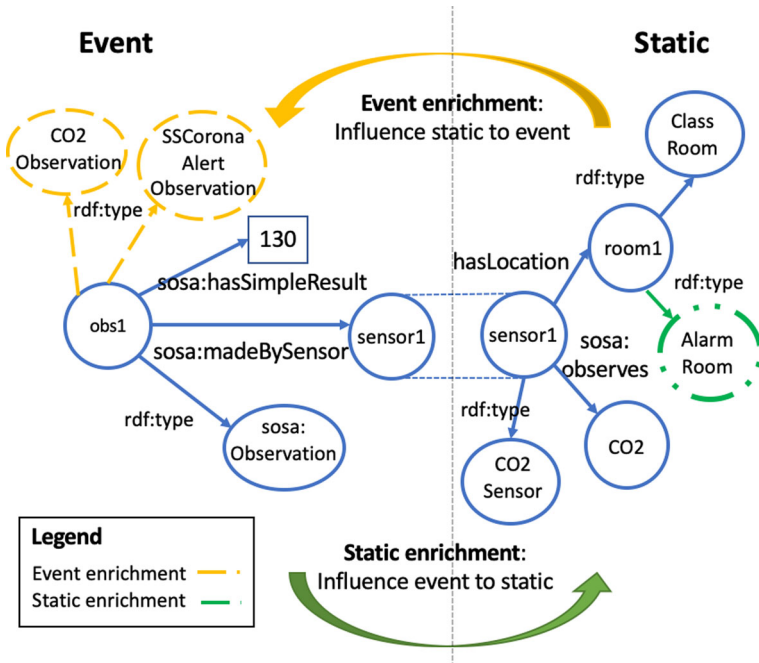 Event
Static
Event enrichment:
Influence static to event
CO2
Observation
SSCorona
Alert
Observation
Class
Room
rdf:type
rdf:type
130
hasLocation
room1
sosa:hasSimpleResult
rdf:type
obs1
sensor1
sensor1
sosa:madeBySensor
sosa:
observes
Alarm
Room
rdf:type
rdf:type
sosa:
Observation
CO2
Sensor
CO2
Legend
Event enrichment
Static enrichment
Static enrichment:
Influence event to static